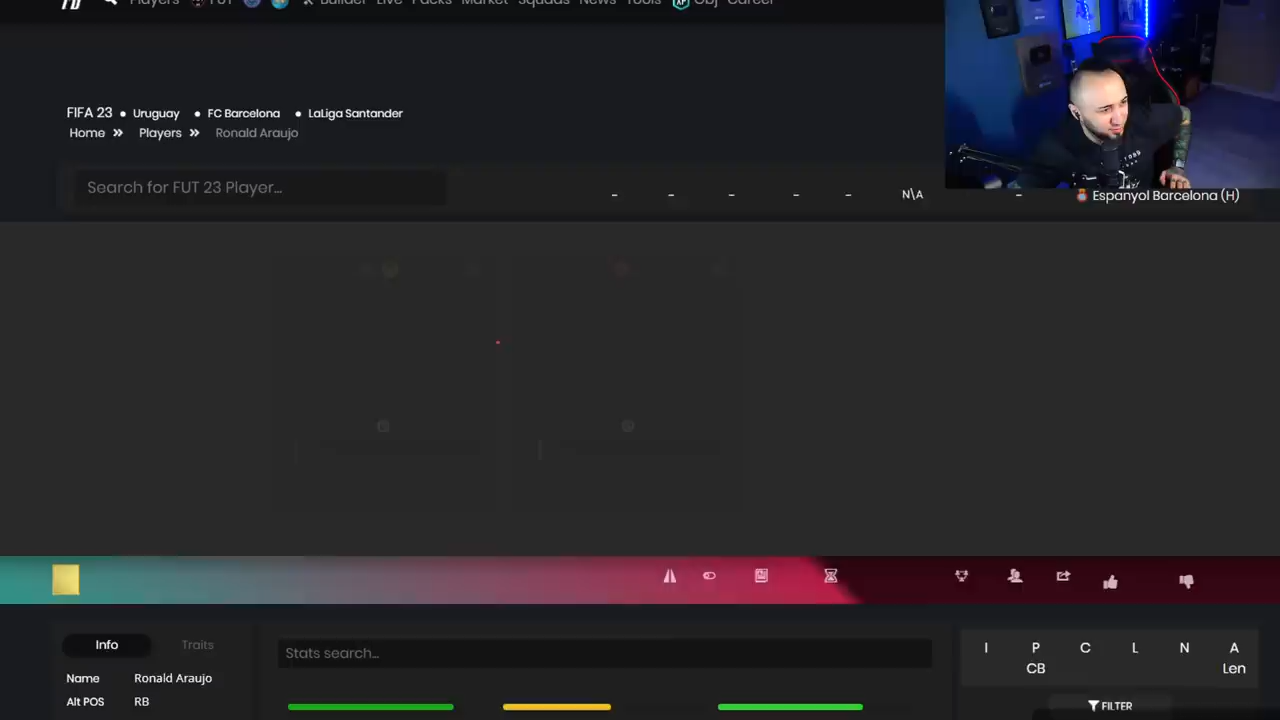 Players FUT Builder Live Packs Market Squads News Tools Obj Career
FIFA 23 • Uruguay • FC Barcelona • LaLiga Santander
Home » Players » Ronald Araujo
Search for FUT 23 Player...
- - - - - N\A -
Espanyol Barcelona (H)
Info Traits
Stats search...
I P C L N A
CB Len
Name Ronald Araujo
Alt POS RB
FILTER